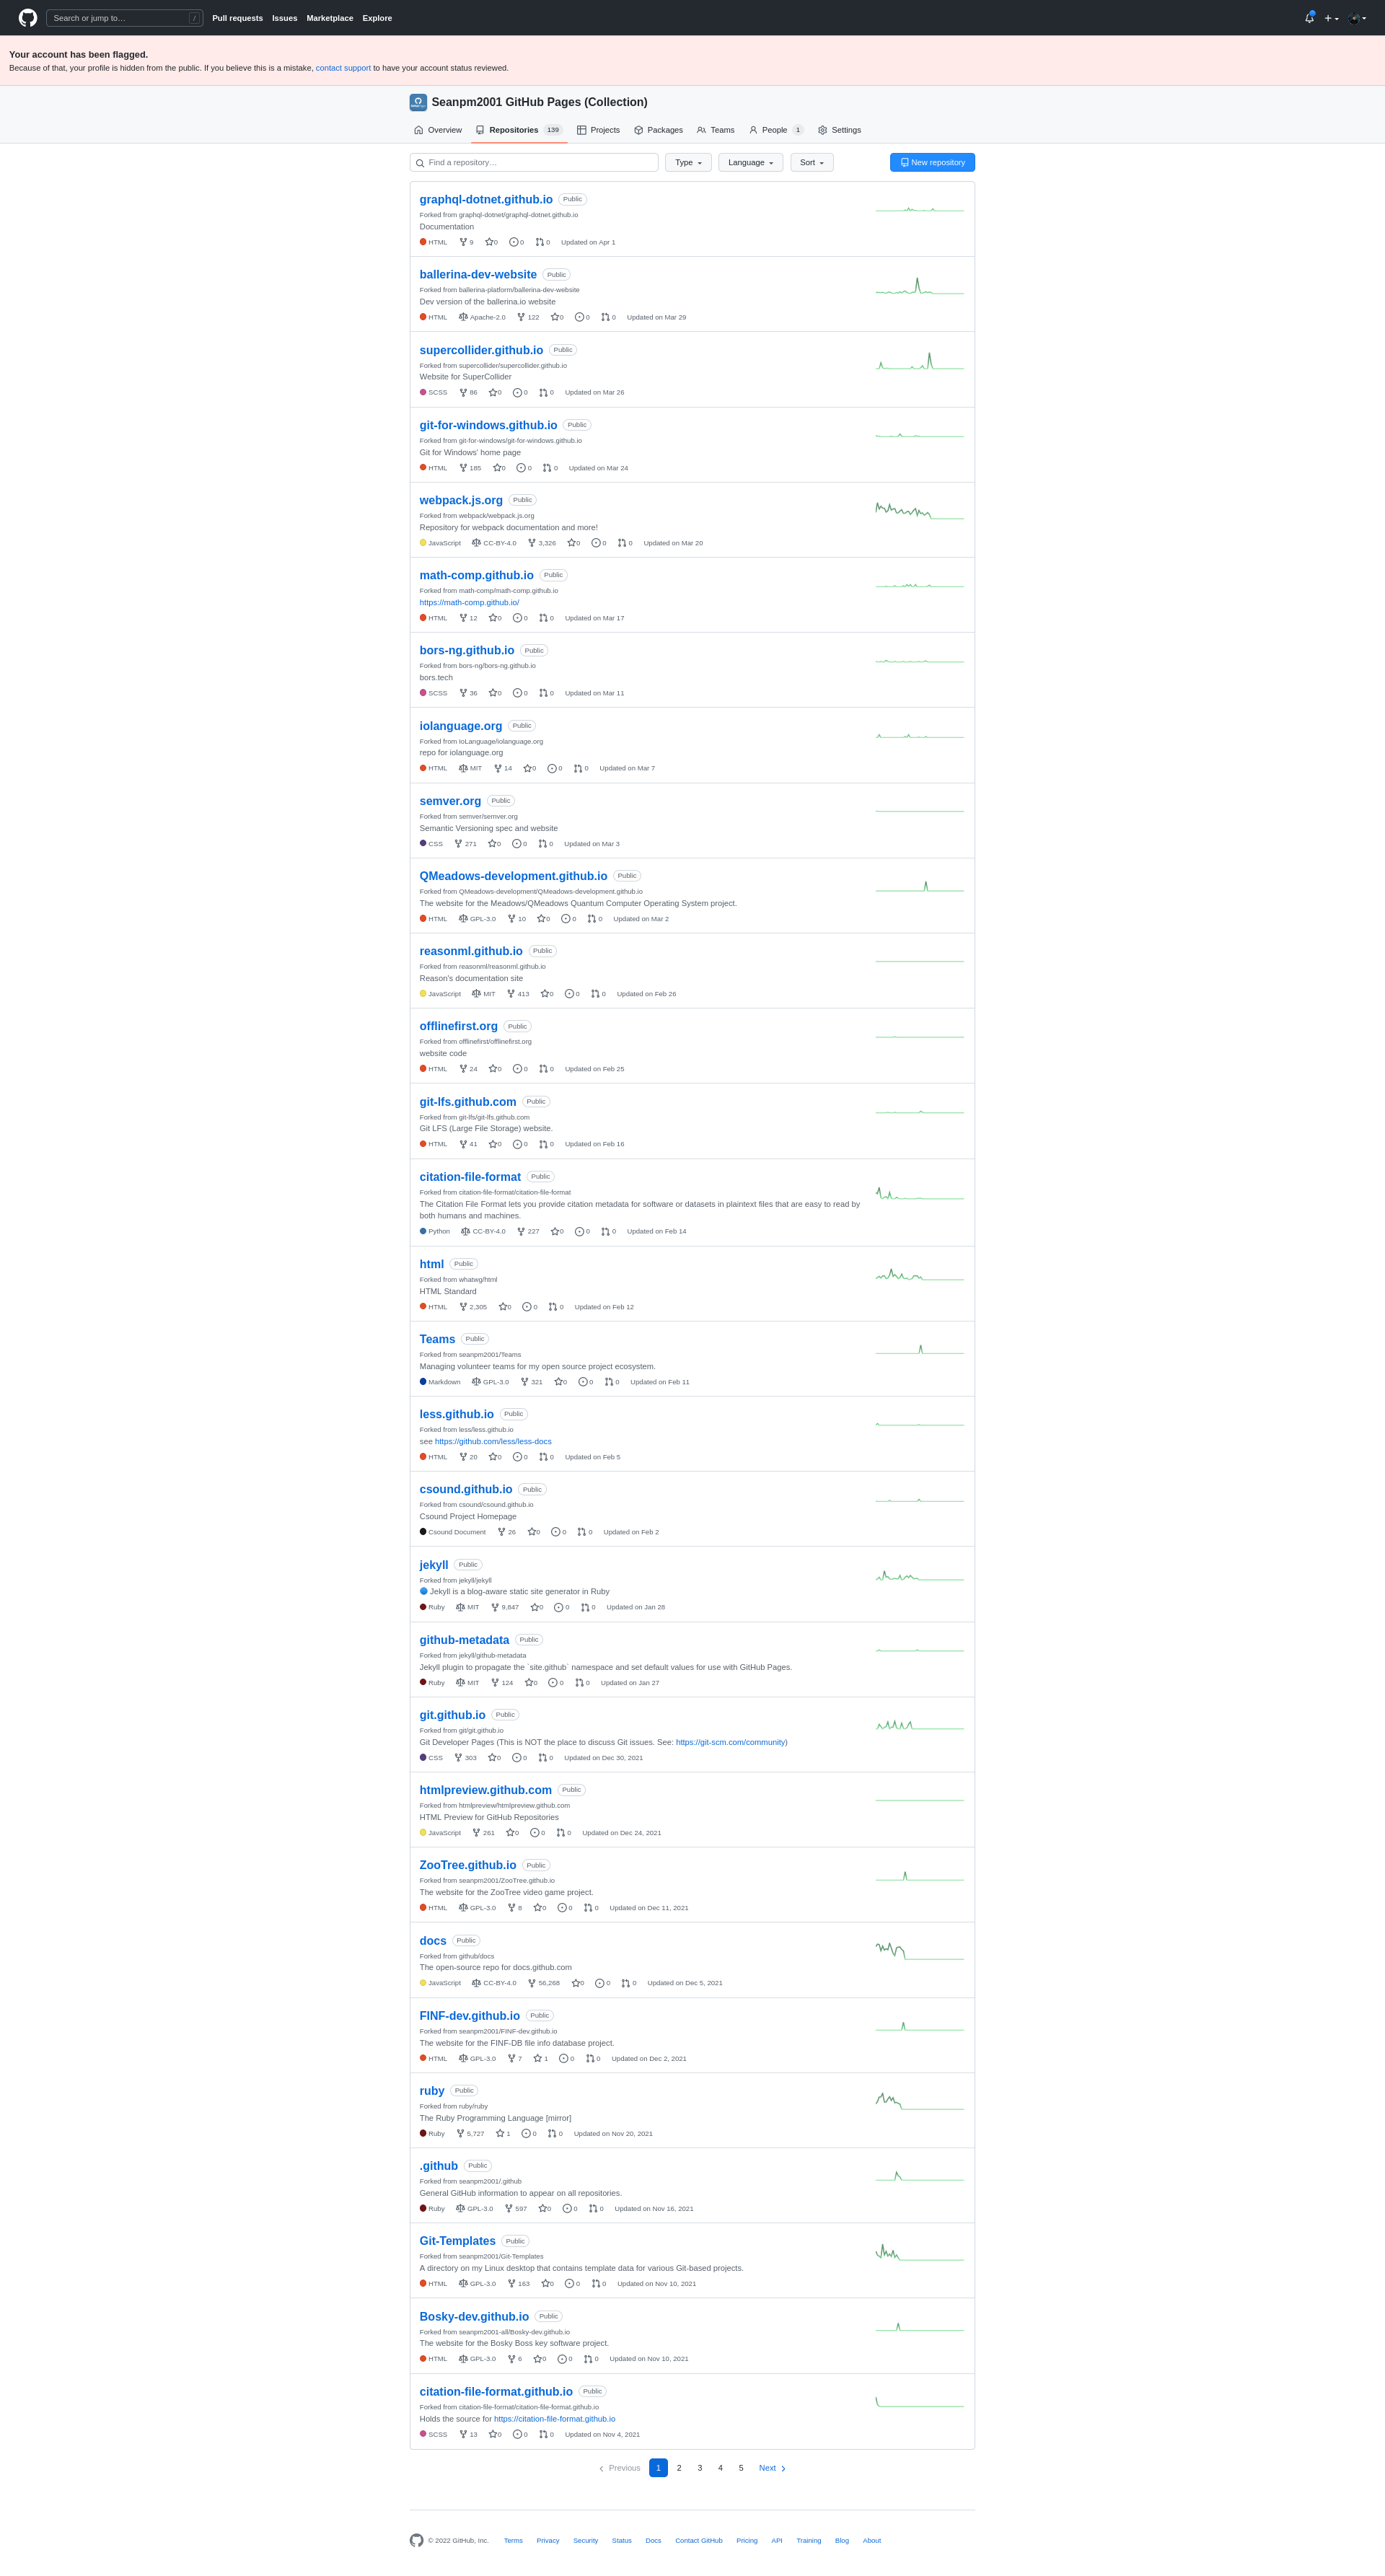 Search or jump to… /
Pull requests Issues Marketplace Explore
Your account has been flagged.
Because of that, your profile is hidden from the public. If you believe this is a mistake, contact support to have your account status reviewed.
Seanpm2001 GitHub Pages (Collection)
Overview Repositories 139 Projects Packages Teams People 1 Settings
Find a repository… Type Language Sort New repository
graphql-dotnet.github.io Public
Forked from graphql-dotnet/graphql-dotnet.github.io
Documentation
HTML 9 0 0 0 Updated on Apr 1
ballerina-dev-website Public
Forked from ballerina-platform/ballerina-dev-website
Dev version of the ballerina.io website
HTML Apache-2.0 122 0 0 0 Updated on Mar 29
supercollider.github.io Public
Forked from supercollider/supercollider.github.io
Website for SuperCollider
SCSS 86 0 0 0 Updated on Mar 26
git-for-windows.github.io Public
Forked from git-for-windows/git-for-windows.github.io
Git for Windows' home page
HTML 185 0 0 0 Updated on Mar 24
webpack.js.org Public
Forked from webpack/webpack.js.org
Repository for webpack documentation and more!
JavaScript CC-BY-4.0 3,326 0 0 0 Updated on Mar 20
math-comp.github.io Public
Forked from math-comp/math-comp.github.io
https://math-comp.github.io/
HTML 12 0 0 0 Updated on Mar 17
bors-ng.github.io Public
Forked from bors-ng/bors-ng.github.io
bors.tech
SCSS 36 0 0 0 Updated on Mar 11
iolanguage.org Public
Forked from IoLanguage/iolanguage.org
repo for iolanguage.org
HTML MIT 14 0 0 0 Updated on Mar 7
semver.org Public
Forked from semver/semver.org
Semantic Versioning spec and website
CSS 271 0 0 0 Updated on Mar 3
QMeadows-development.github.io Public
Forked from QMeadows-development/QMeadows-development.github.io
The website for the Meadows/QMeadows Quantum Computer Operating System project.
HTML GPL-3.0 10 0 0 0 Updated on Mar 2
reasonml.github.io Public
Forked from reasonml/reasonml.github.io
Reason's documentation site
JavaScript MIT 413 0 0 0 Updated on Feb 26
offlinefirst.org Public
Forked from offlinefirst/offlinefirst.org
website code
HTML 24 0 0 0 Updated on Feb 25
git-lfs.github.com Public
Forked from git-lfs/git-lfs.github.com
Git LFS (Large File Storage) website.
HTML 41 0 0 0 Updated on Feb 16
citation-file-format Public
Forked from citation-file-format/citation-file-format
The Citation File Format lets you provide citation metadata for software or datasets in plaintext files that are easy to read by
both humans and machines.
Python CC-BY-4.0 227 0 0 0 Updated on Feb 14
html Public
Forked from whatwg/html
HTML Standard
HTML 2,305 0 0 0 Updated on Feb 12
Teams Public
Forked from seanpm2001/Teams
Managing volunteer teams for my open source project ecosystem.
Markdown GPL-3.0 321 0 0 0 Updated on Feb 11
less.github.io Public
Forked from less/less.github.io
see https://github.com/less/less-docs
HTML 20 0 0 0 Updated on Feb 5
csound.github.io Public
Forked from csound/csound.github.io
Csound Project Homepage
Csound Document 26 0 0 0 Updated on Feb 2
jekyll Public
Forked from jekyll/jekyll
Jekyll is a blog-aware static site generator in Ruby
Ruby MIT 9,847 0 0 0 Updated on Jan 28
github-metadata Public
Forked from jekyll/github-metadata
Jekyll plugin to propagate the `site.github` namespace and set default values for use with GitHub Pages.
Ruby MIT 124 0 0 0 Updated on Jan 27
git.github.io Public
Forked from git/git.github.io
Git Developer Pages (This is NOT the place to discuss Git issues. See: https://git-scm.com/community)
CSS 303 0 0 0 Updated on Dec 30, 2021
htmlpreview.github.com Public
Forked from htmlpreview/htmlpreview.github.com
HTML Preview for GitHub Repositories
JavaScript 261 0 0 0 Updated on Dec 24, 2021
ZooTree.github.io Public
Forked from seanpm2001/ZooTree.github.io
The website for the ZooTree video game project.
HTML GPL-3.0 8 0 0 0 Updated on Dec 11, 2021
docs Public
Forked from github/docs
The open-source repo for docs.github.com
JavaScript CC-BY-4.0 56,268 0 0 0 Updated on Dec 5, 2021
FINF-dev.github.io Public
Forked from seanpm2001/FINF-dev.github.io
The website for the FINF-DB file info database project.
HTML GPL-3.0 7 1 0 0 Updated on Dec 2, 2021
ruby Public
Forked from ruby/ruby
The Ruby Programming Language [mirror]
Ruby 5,727 1 0 0 Updated on Nov 20, 2021
.github Public
Forked from seanpm2001/.github
General GitHub information to appear on all repositories.
Ruby GPL-3.0 597 0 0 0 Updated on Nov 16, 2021
Git-Templates Public
Forked from seanpm2001/Git-Templates
A directory on my Linux desktop that contains template data for various Git-based projects.
HTML GPL-3.0 163 0 0 0 Updated on Nov 10, 2021
Bosky-dev.github.io Public
Forked from seanpm2001-all/Bosky-dev.github.io
The website for the Bosky Boss key software project.
HTML GPL-3.0 6 0 0 0 Updated on Nov 10, 2021
citation-file-format.github.io Public
Forked from citation-file-format/citation-file-format.github.io
Holds the source for https://citation-file-format.github.io
SCSS 13 0 0 0 Updated on Nov 4, 2021
Previous 1 2 3 4 5 Next
© 2022 GitHub, Inc. Terms Privacy Security Status Docs Contact GitHub Pricing API Training Blog About